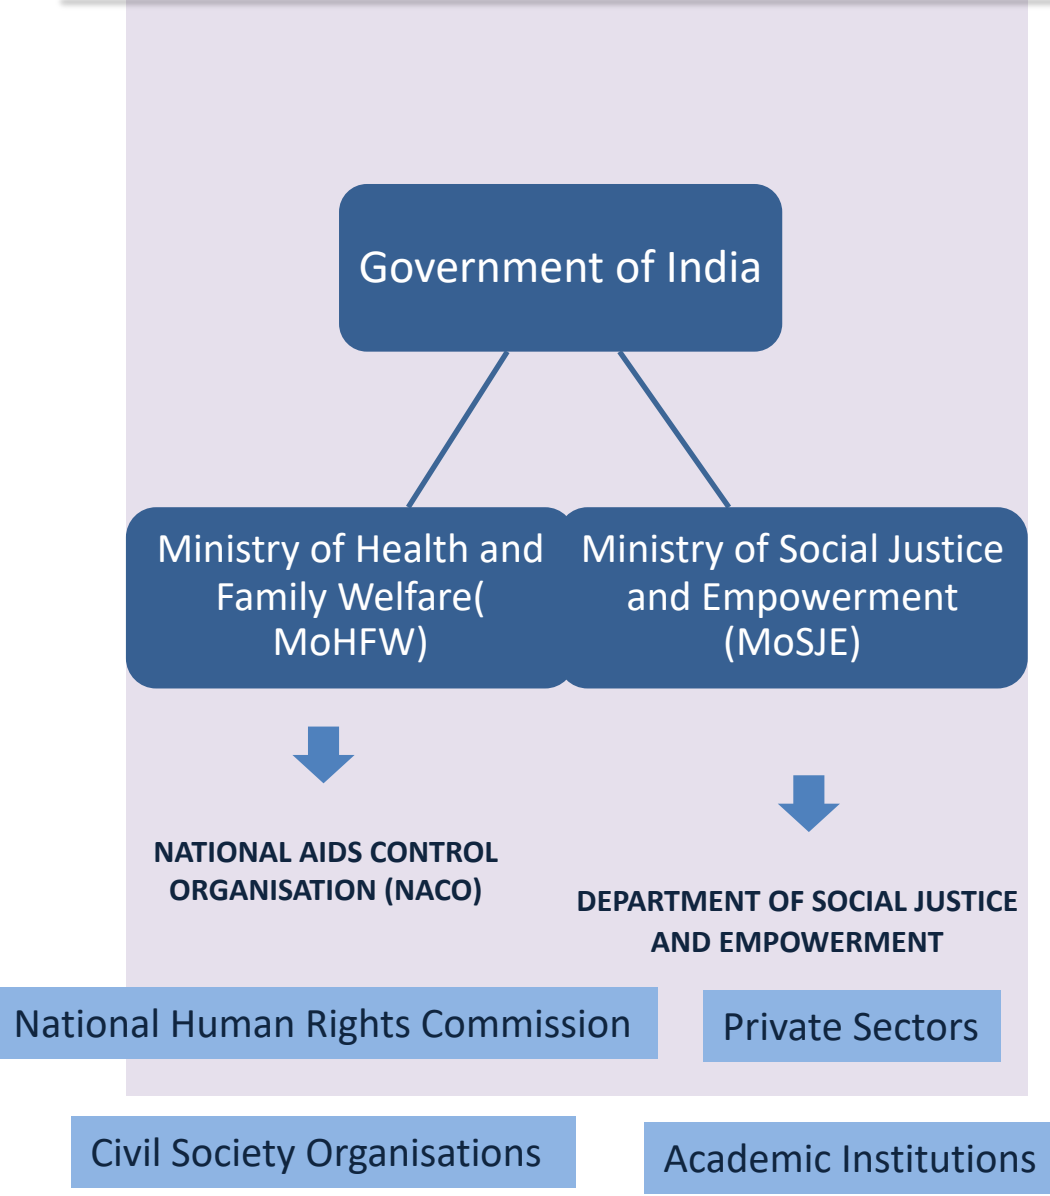 Government of India
Ministry of Health and
Family Welfare(
MoHFW)
Ministry of Social Justice
and Empowerment
(MoSJE)
NATIONAL AIDS CONTROL
ORGANISATION (NACO)
DEPARTMENT OF SOCIAL JUSTICE
AND EMPOWERMENT
National Human Rights Commission
Private Sectors
Civil Society Organisations
Academic Institutions